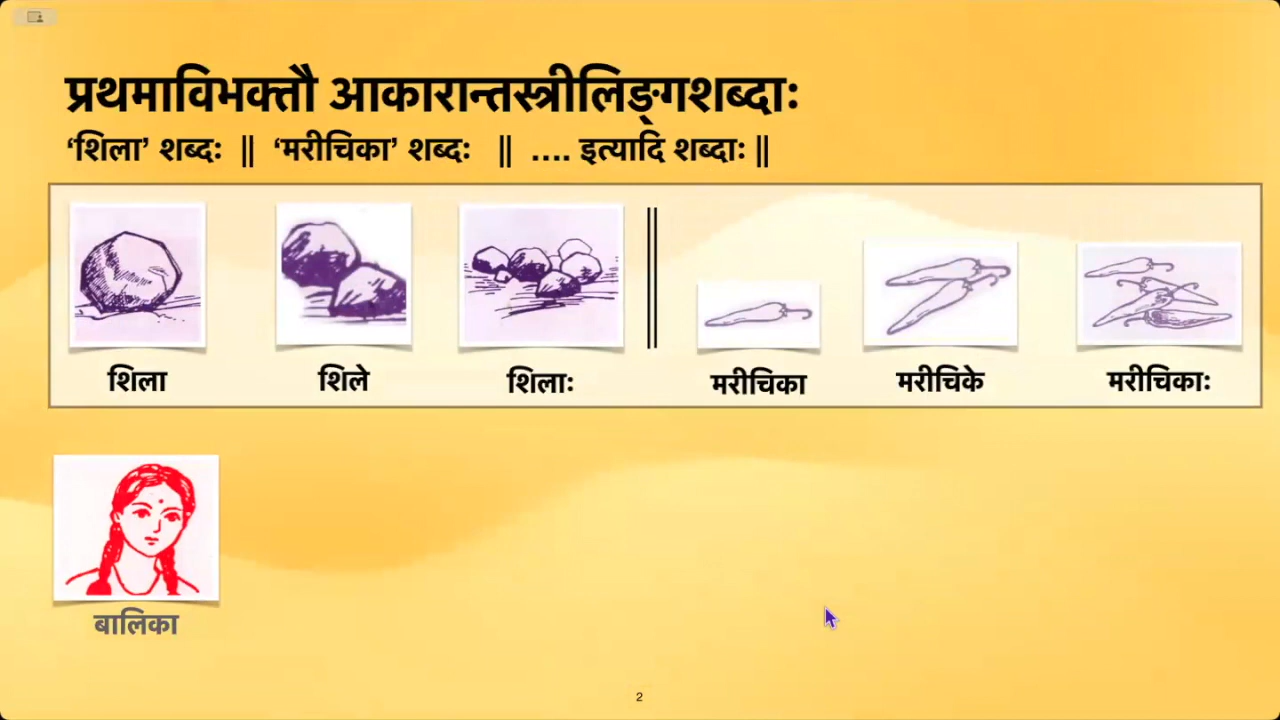 प्रथमाविभक्तौ आकारान्तस्त्रीलिङ्गशब्दाः
‘शिला’ शब्दः || ‘मरीचिका’ शब्दः || .... इत्यादि शब्दाः ||
शिला शिले शिलाः मरीचिका मरीचिके मरीचिकाः
बालिका
2